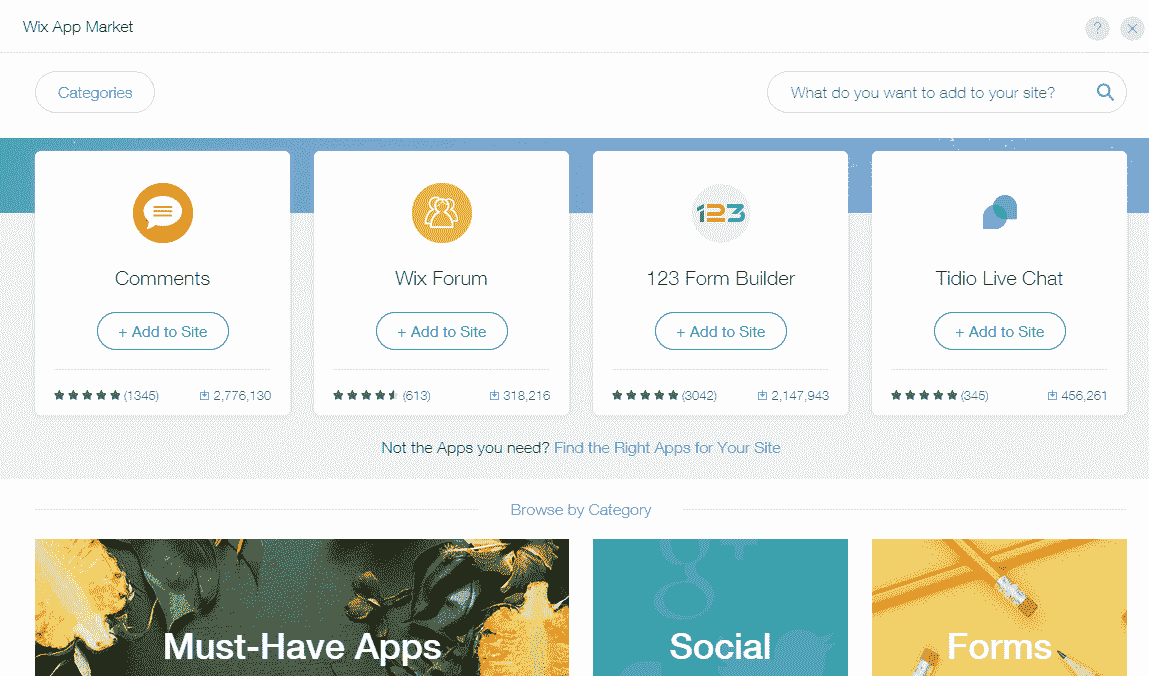 Wix App Market
?
Categories
What do you want to add to your site?
123
Comments
Wix Forum
123 Form Builder
Tidio Live Chat
+ Add to Site
+ Add to Site
+ Add to Site
+ Add to Site
(1345) 2,776,130
(613) 318,216
(3042) 2,147,943
(345) 456,261
Not the Apps you need? Find the Right Apps for Your Site
Browse by Category
g+
Must-Have Apps
Social
Forms